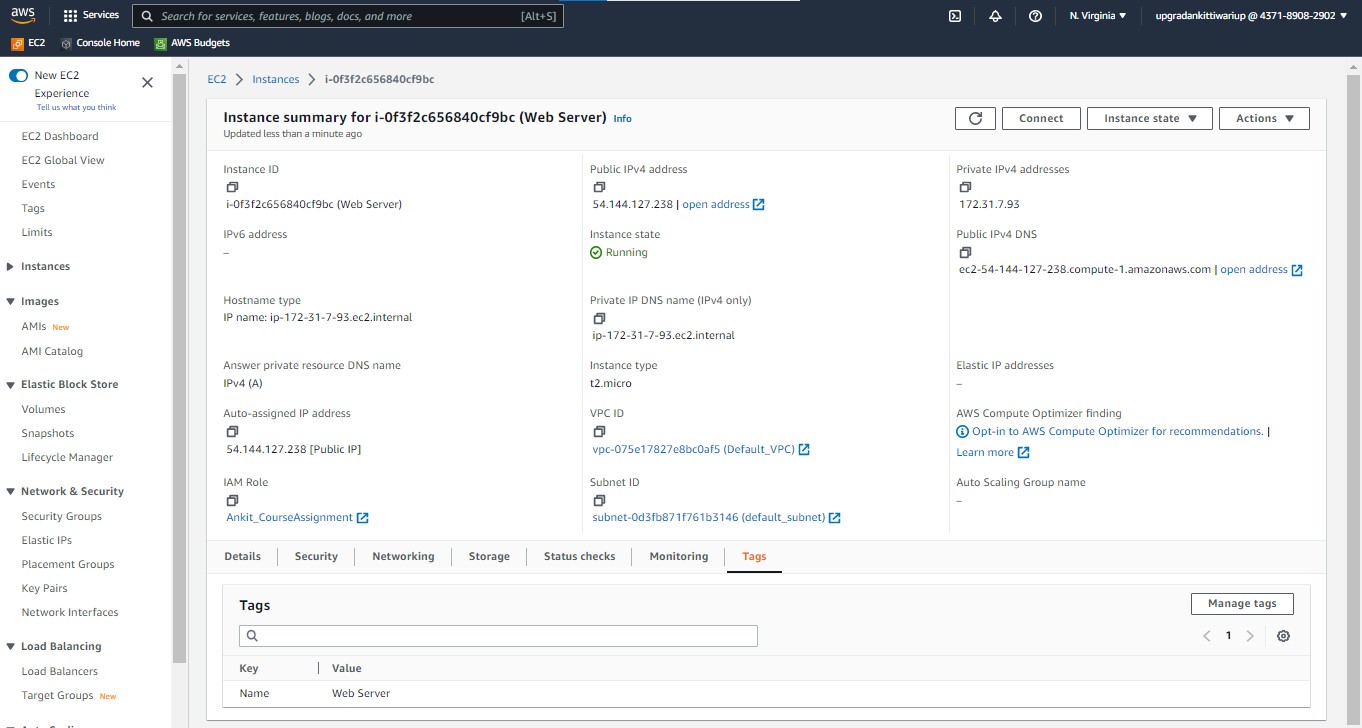 aws
Services
Search for services, features, blogs, docs, and more
[Alt+S]
N. Virginia
upgradankittiwariup @ 4371-8908-2902
EC2
Console Home
AWS Budgets
New EC2
Experience
Tell us what you think
EC2 Dashboard
EC2 Global View
Events
Tags
Limits
Instances
Images
AMIs New
AMI Catalog
Elastic Block Store
Volumes
Snapshots
Lifecycle Manager
Network & Security
Security Groups
Elastic IPs
Placement Groups
Key Pairs
Network Interfaces
Load Balancing
Load Balancers
Target Groups New
EC2 > Instances > i-0f3f2c656840cf9bc
Instance summary for i-0f3f2c656840cf9bc (Web Server) Info
Updated less than a minute ago
Connect
Instance state
Actions
Instance ID
i-0f3f2c656840cf9bc (Web Server)
Public IPv4 address
54.144.127.238 | open address
Private IPv4 addresses
172.31.7.93
IPv6 address
–
Instance state
Running
Public IPv4 DNS
ec2-54-144-127-238.compute-1.amazonaws.com | open address
Hostname type
IP name: ip-172-31-7-93.ec2.internal
Private IP DNS name (IPv4 only)
ip-172-31-7-93.ec2.internal
Answer private resource DNS name
IPv4 (A)
Instance type
t2.micro
Elastic IP addresses
–
Auto-assigned IP address
54.144.127.238 [Public IP]
VPC ID
vpc-075e17827e8bc0af5 (Default_VPC)
AWS Compute Optimizer finding
Opt-in to AWS Compute Optimizer for recommendations. |
Learn more
IAM Role
Ankit_CourseAssignment
Subnet ID
subnet-0d3fb871f761b3146 (default_subnet)
Auto Scaling Group name
–
Details
Security
Networking
Storage
Status checks
Monitoring
Tags
Tags
Manage tags
1
Key
Value
Name
Web Server